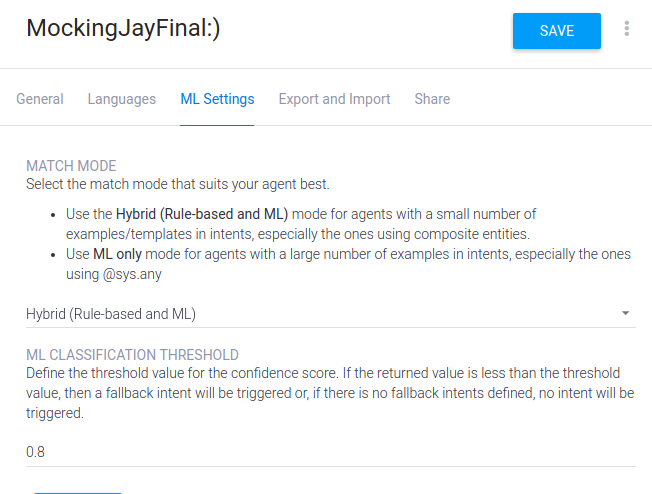 MockingJayFinal:)
SAVE
General Languages ML Settings Export and Import Share
MATCH MODE
Select the match mode that suits your agent best.
• Use the Hybrid (Rule-based and ML) mode for agents with a small number of
examples/templates in intents, especially the ones using composite entities.
• Use ML only mode for agents with a large number of examples in intents, especially the ones
using @sys.any
Hybrid (Rule-based and ML)
ML CLASSIFICATION THRESHOLD
Define the threshold value for the confidence score. If the returned value is less than the threshold
value, then a fallback intent will be triggered or, if there is no fallback intents defined, no intent will be
triggered.
0.8